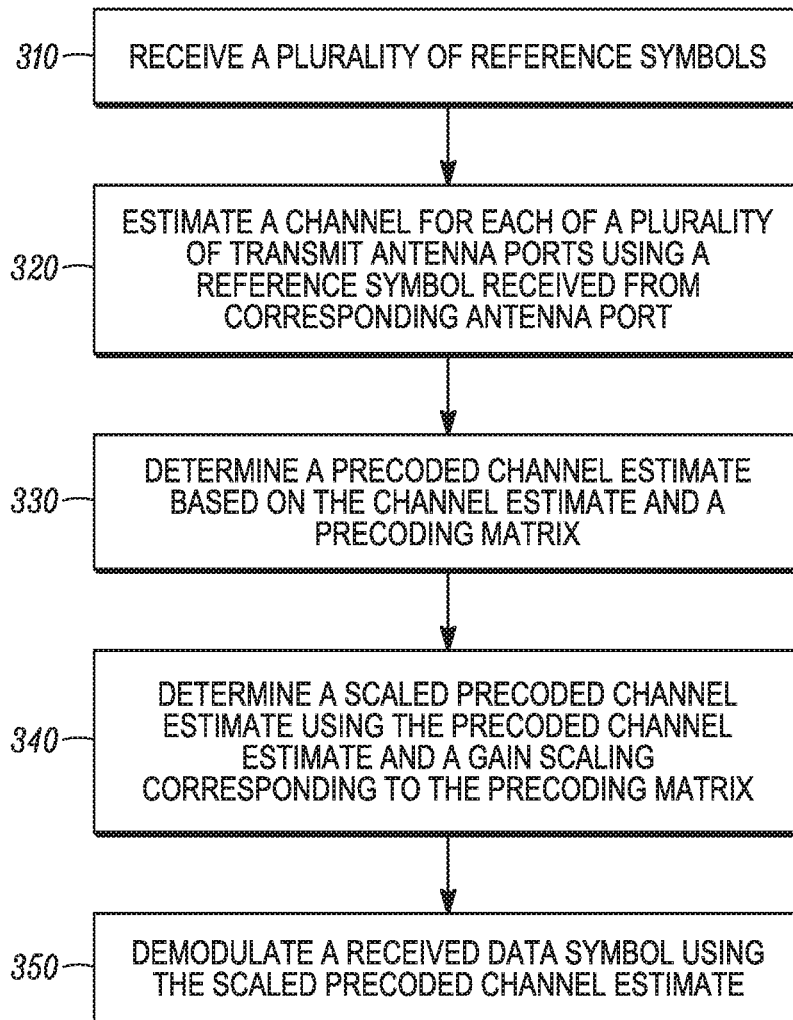 310
RECEIVE A PLURALITY OF REFERENCE SYMBOLS
320
ESTIMATE A CHANNEL FOR EACH OF A PLURALITY
OF TRANSMIT ANTENNA PORTS USING A
REFERENCE SYMBOL RECEIVED FROM
CORRESPONDING ANTENNA PORT
330
DETERMINE A PRECODED CHANNEL ESTIMATE
BASED ON THE CHANNEL ESTIMATE AND A
PRECODING MATRIX
340
DETERMINE A SCALED PRECODED CHANNEL
ESTIMATE USING THE PRECODED CHANNEL
ESTIMATE AND A GAIN SCALING
CORRESPONDING TO THE PRECODING MATRIX
350
DEMODULATE A RECEIVED DATA SYMBOL USING
THE SCALED PRECODED CHANNEL ESTIMATE